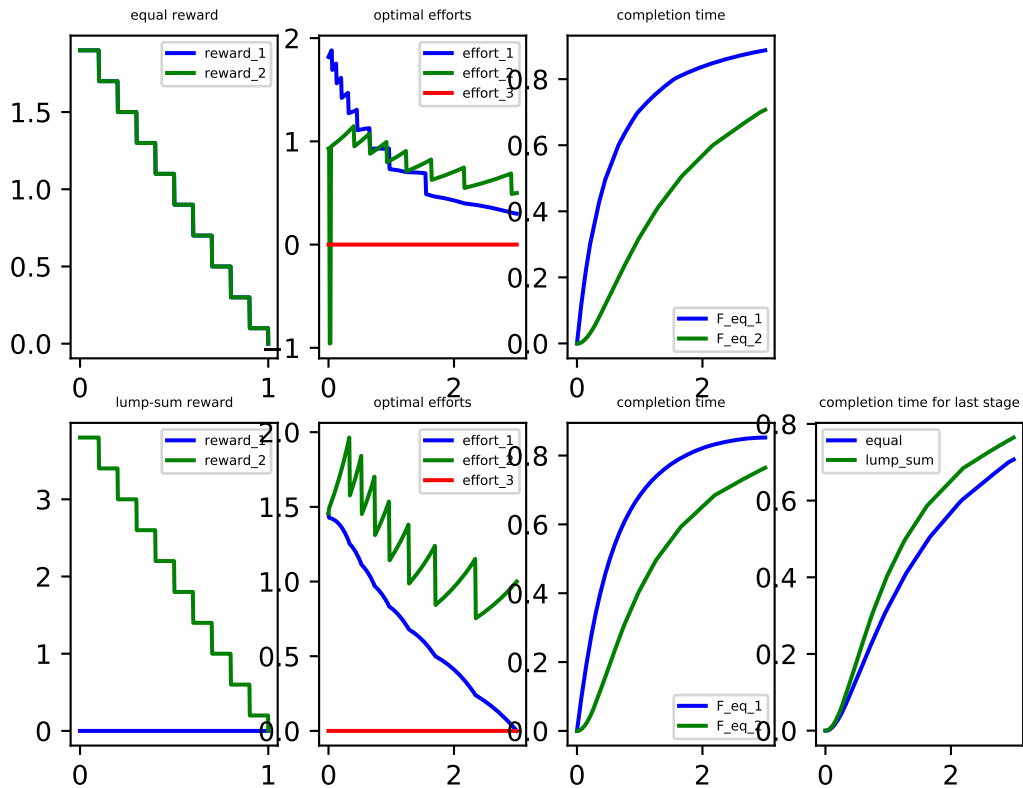 equal reward
optimal efforts
completion time
reward_1
reward_2
effort_1
effort_2
effort_3
F_eq_1
F_eq_2
0.0
0.5
1.0
1.5
0
1
−1
0
1
2
0
2
0.0
0.2
0.4
0.6
0.8
0
2
lump-sum reward
optimal efforts
completion time
completion time for last stage
reward_1
reward_2
effort_1
effort_2
effort_3
F_eq_1
F_eq_2
equal
lump_sum
0
1
2
3
0
1
0.0
0.5
1.0
1.5
2.0
0
2
0.0
0.2
0.4
0.6
0.8
0
2
0.0
0.2
0.4
0.6
0.8
0
2